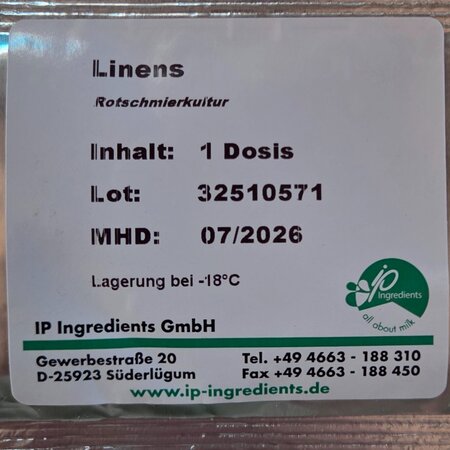 Linens
Rotschmierkultur
Inhalt: 1 Dosis
Lot: 32510571
MHD: 07/2026
Lagerung bei -18°C
ip
Ingredients
all about milk
IP Ingredients GmbH
Gewerbestraße 20
D-25923 Süderlügum
Tel. +49 4663 - 188 310
Fax +49 4663 - 188 450
www.ip-ingredients.de